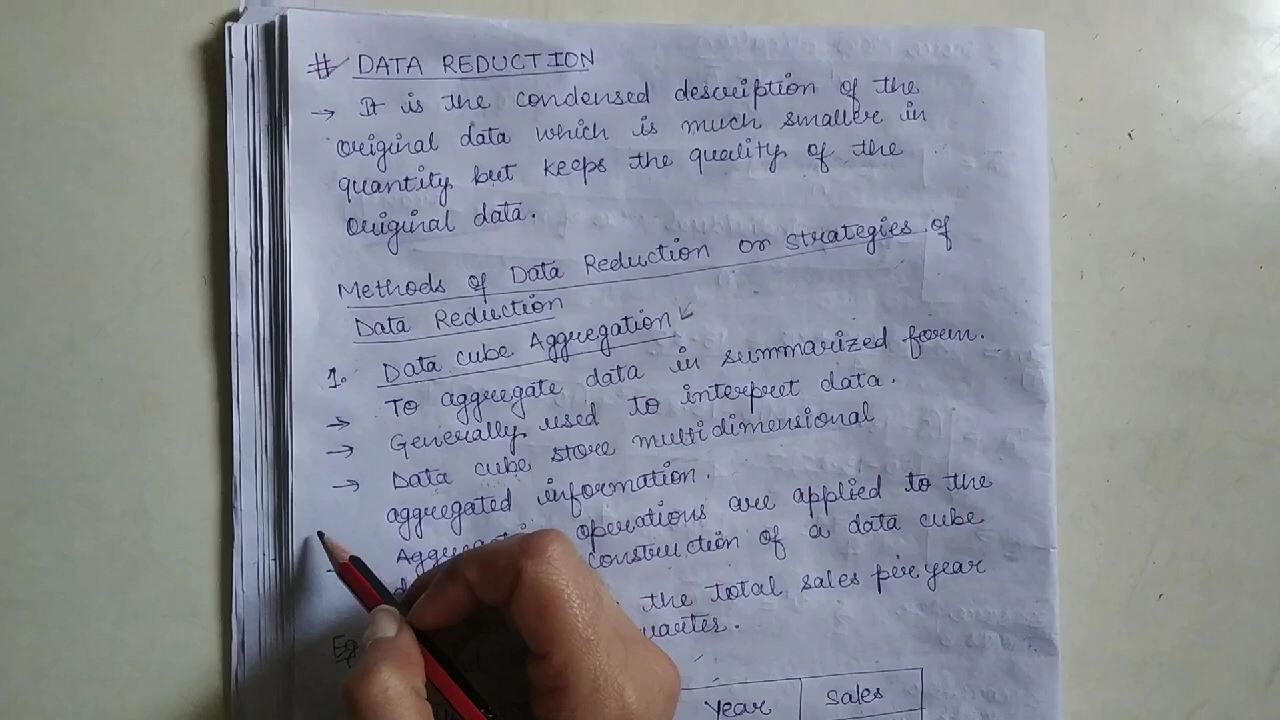 # DATA REDUCTION
→ It is the condensed description of the
original data which is much smaller in
quantity but keeps the quality of the
original data.
Methods of Data Reduction or strategies of
Data Reduction
1. Data cube Aggregation
→ To aggregate data in summarized form.
→ Generally used to interpret data.
→ Data cube store multidimensional
aggregated information.
operations are applied to the
construction of a data cube
Eg the total sales per year
year sales